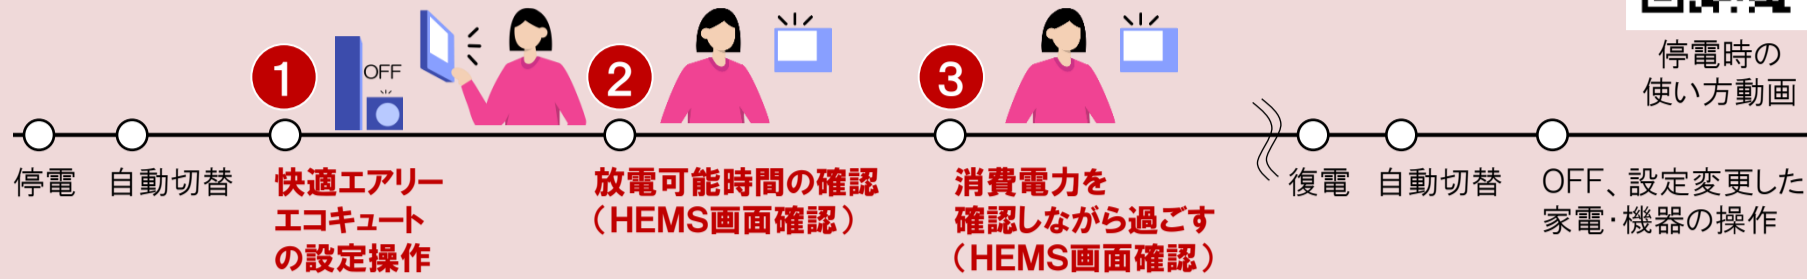 停電時の
使い方動画
1
OFF
2
3
停電
自動切替
快適エアリー
エコキュート
の設定操作
放電可能時間の確認
（HEMS画面確認）
消費電力を
確認しながら過ごす
（HEMS画面確認）
復電
自動切替
OFF、設定変更した
家電・機器の操作